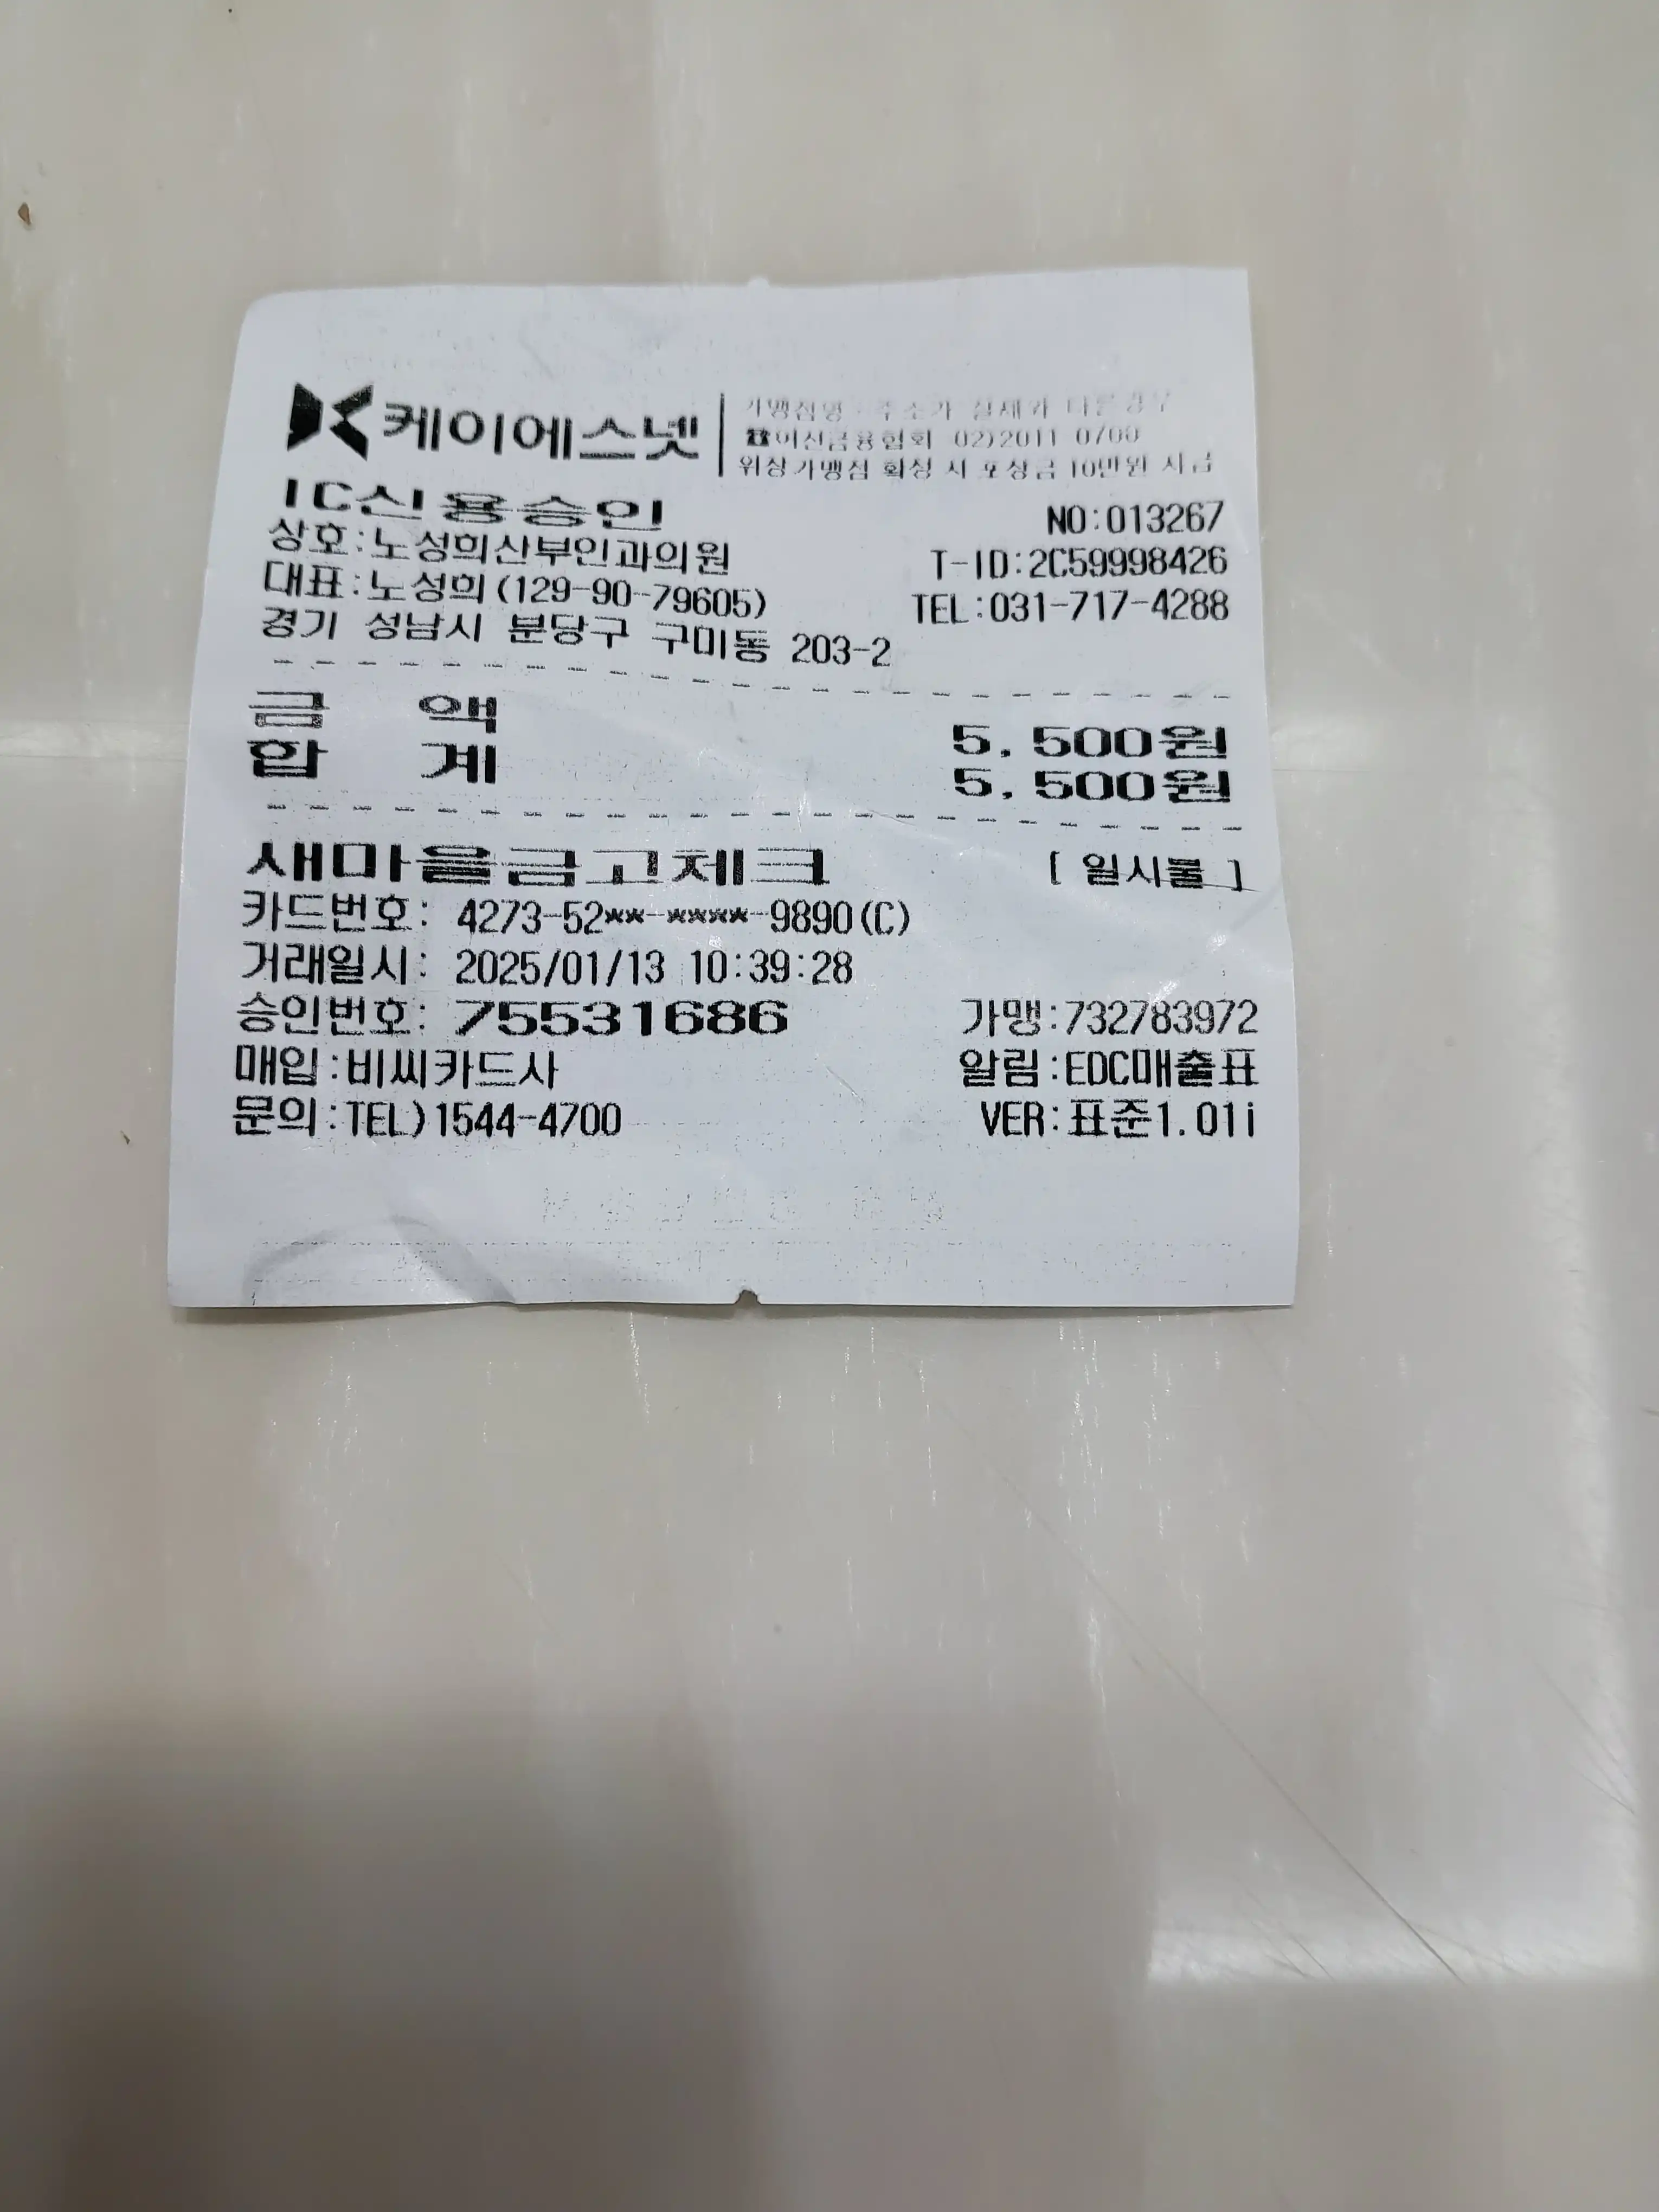 케이에스넷
가맹점명·주소가 실제와 다른경우
☎여신금융협회 02)2011-0700
위장가맹점 확정 시 포상금 10만원 지급
IC신용승인
NO:013267
상호:노성희산부인과의원
T-ID:2C59998426
대표:노성희(129-90-79605)
TEL:031-717-4288
경기 성남시 분당구 구미동 203-2
금 액 5,500원
합 계 5,500원
새마을금고체크 [ 일시불 ]
카드번호: 4273-52**-****-9890(C)
거래일시: 2025/01/13 10:39:28
승인번호: 75531686 가맹:732783972
매입:비씨카드사 알림:EDC매출표
문의:TEL)1544-4700 VER:표준1.01i